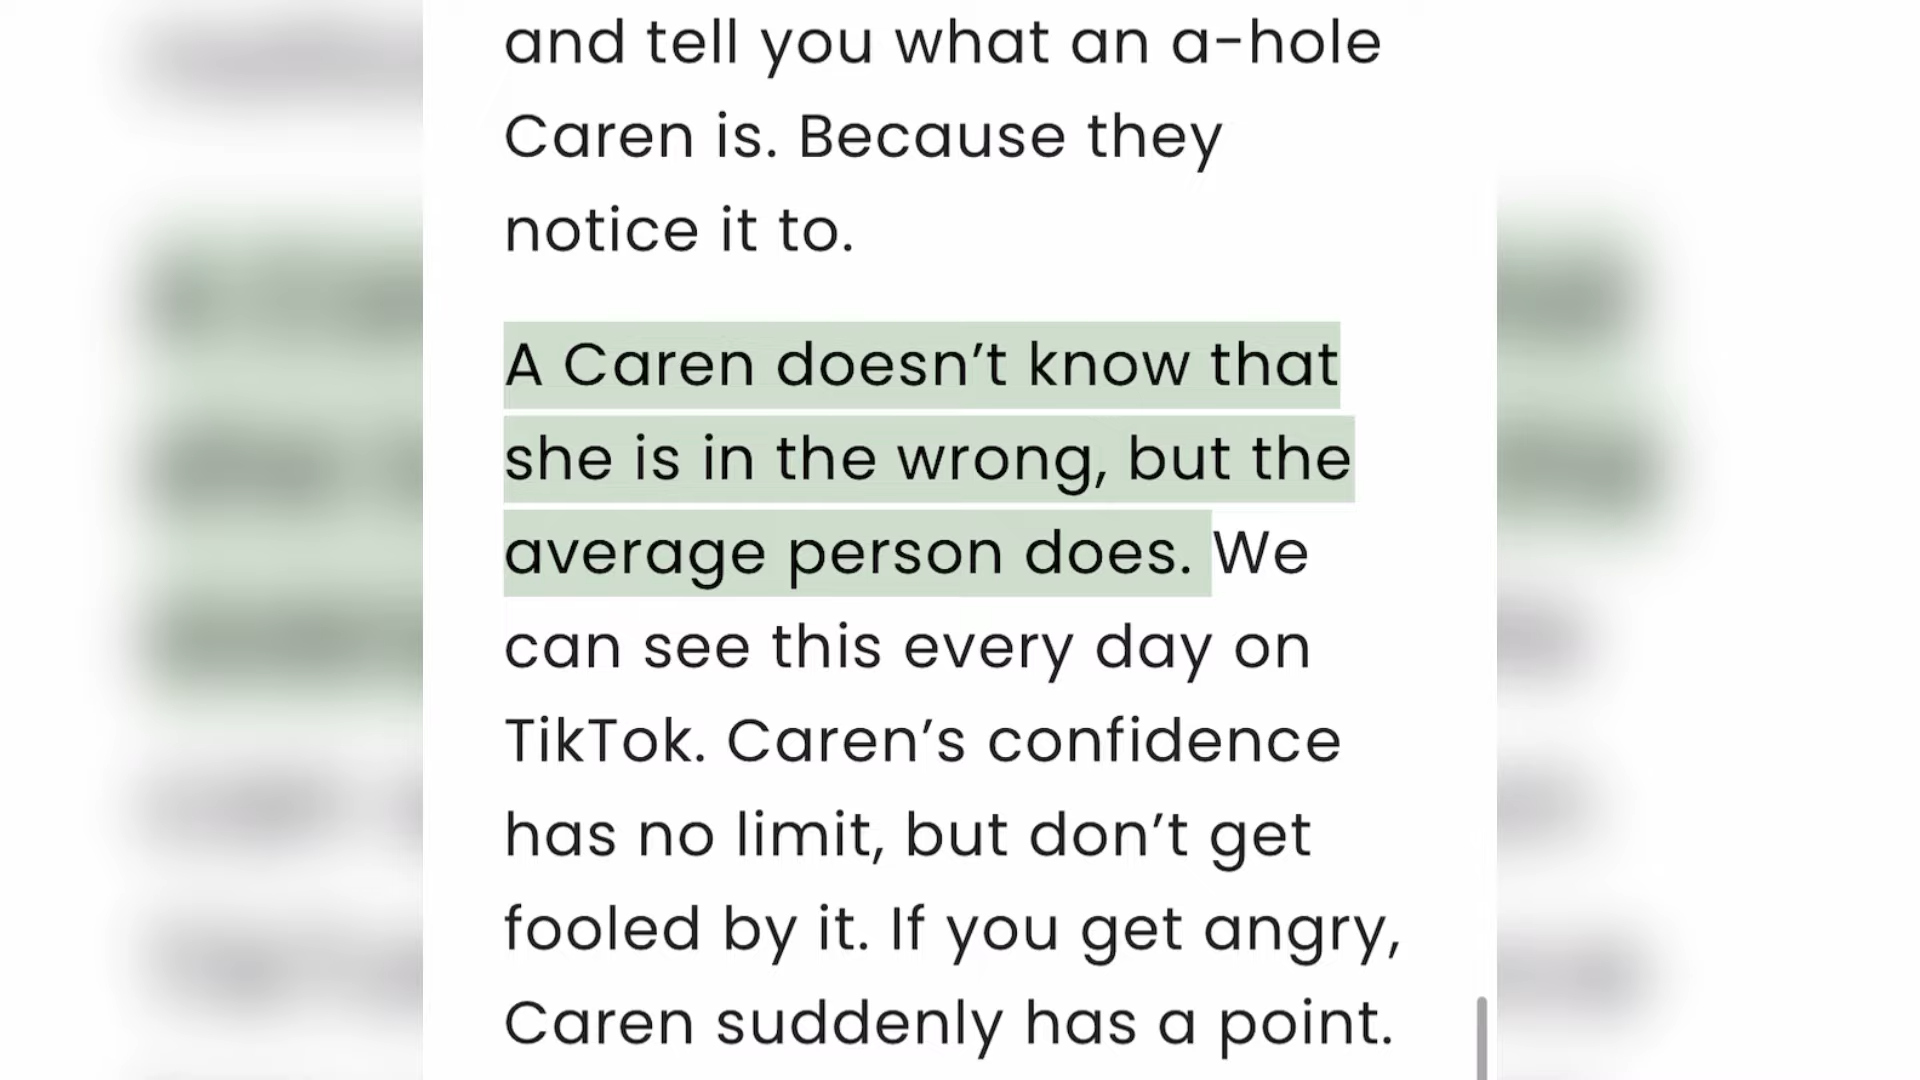 and tell you what an a-hole
Caren is. Because they
notice it to.
A Caren doesn’t know that
she is in the wrong, but the
average person does. We
can see this every day on
TikTok. Caren’s confidence
has no limit, but don’t get
fooled by it. If you get angry,
Caren suddenly has a point.